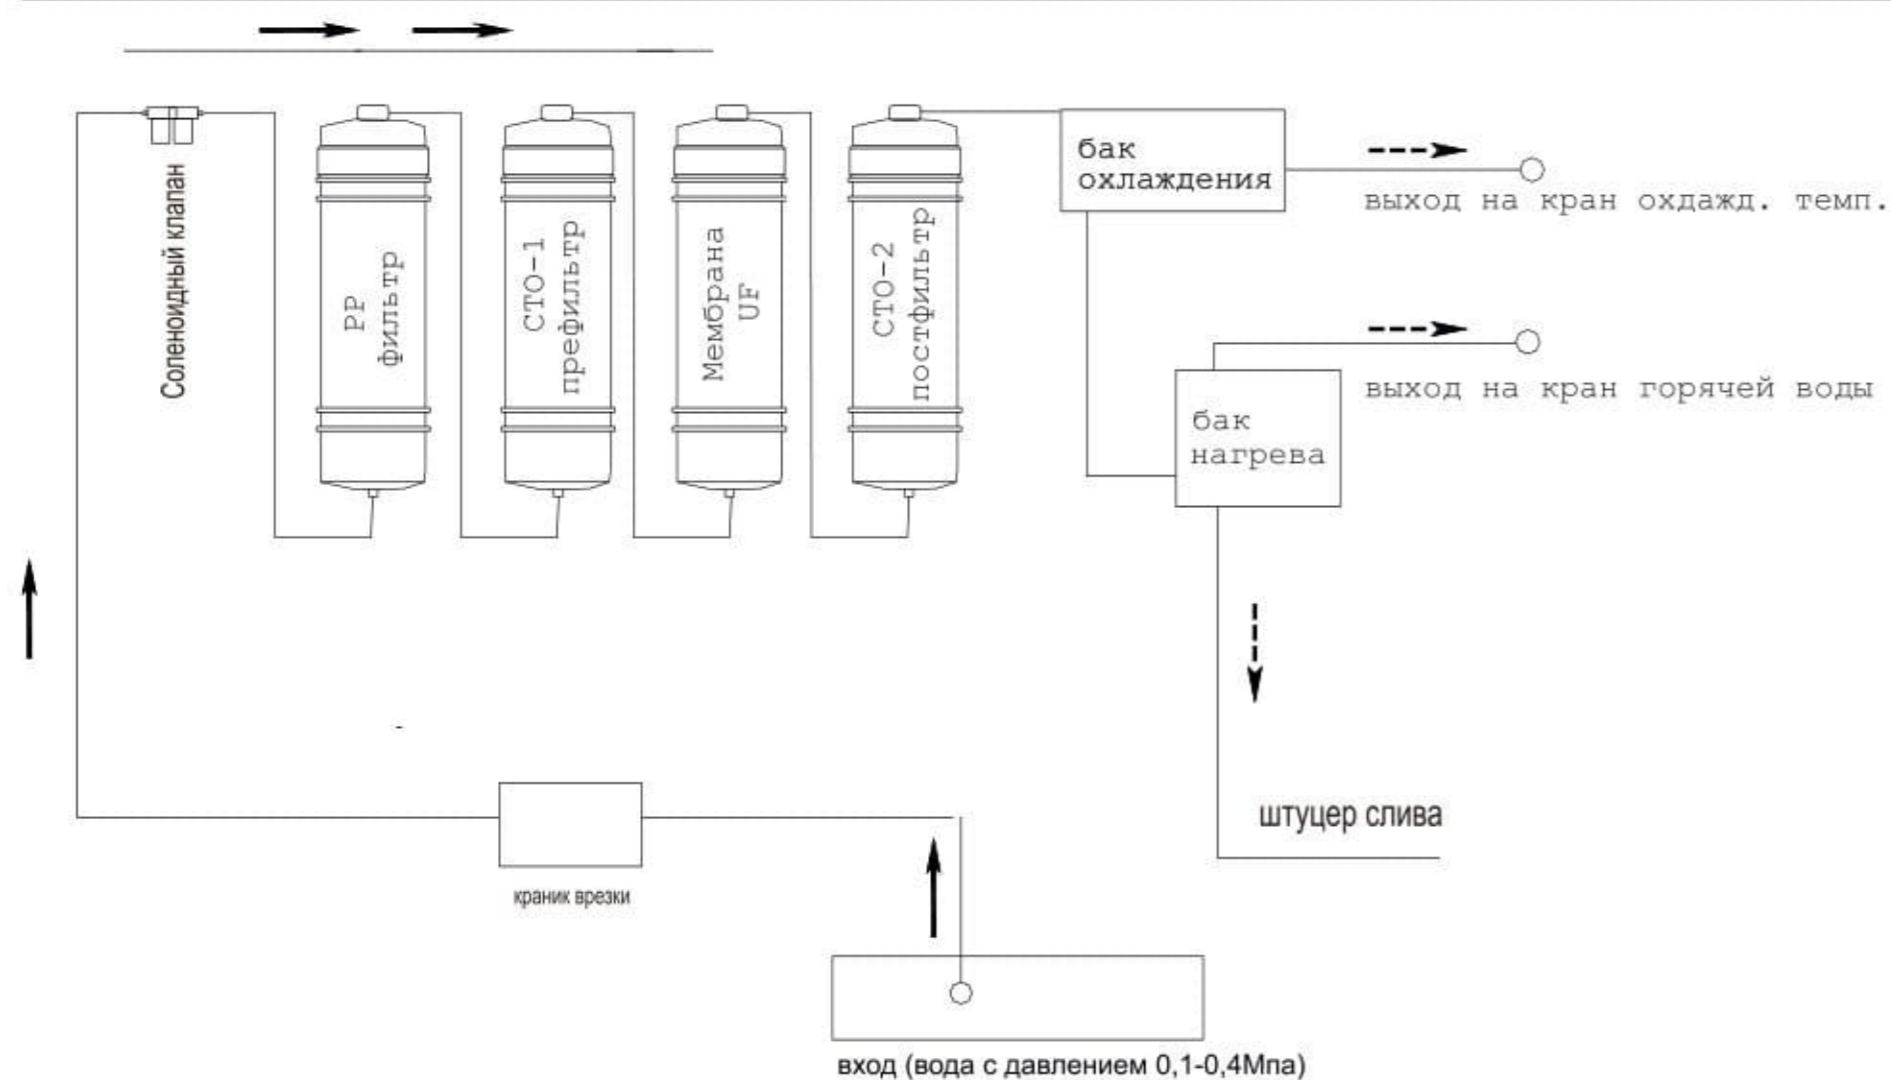 бак
охлаждения
выход на кран охдажд. темп.
Соленоидный клапан
PP
фильтр
CTO-1
префильтр
Мембрана
UF
CTO-2
постфильтр
выход на кран горячей воды
бак
нагрева
штуцер слива
краник врезки
вход (вода с давлением 0,1-0,4Мпа)